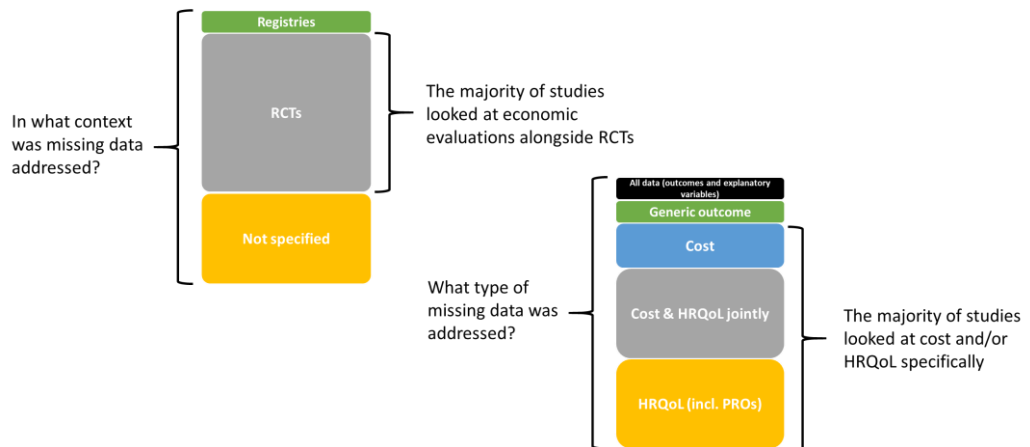 Registries
RCTs
Not specified
In what context
was missing data
addressed?
The majority of studies
looked at economic
evaluations alongside RCTs
All data (outcomes and explanatory
variables)
Generic outcome
Cost
Cost & HRQoL jointly
HRQoL (incl. PROs)
What type of
missing data was
addressed?
The majority of studies
looked at cost and/or
HRQoL specifically